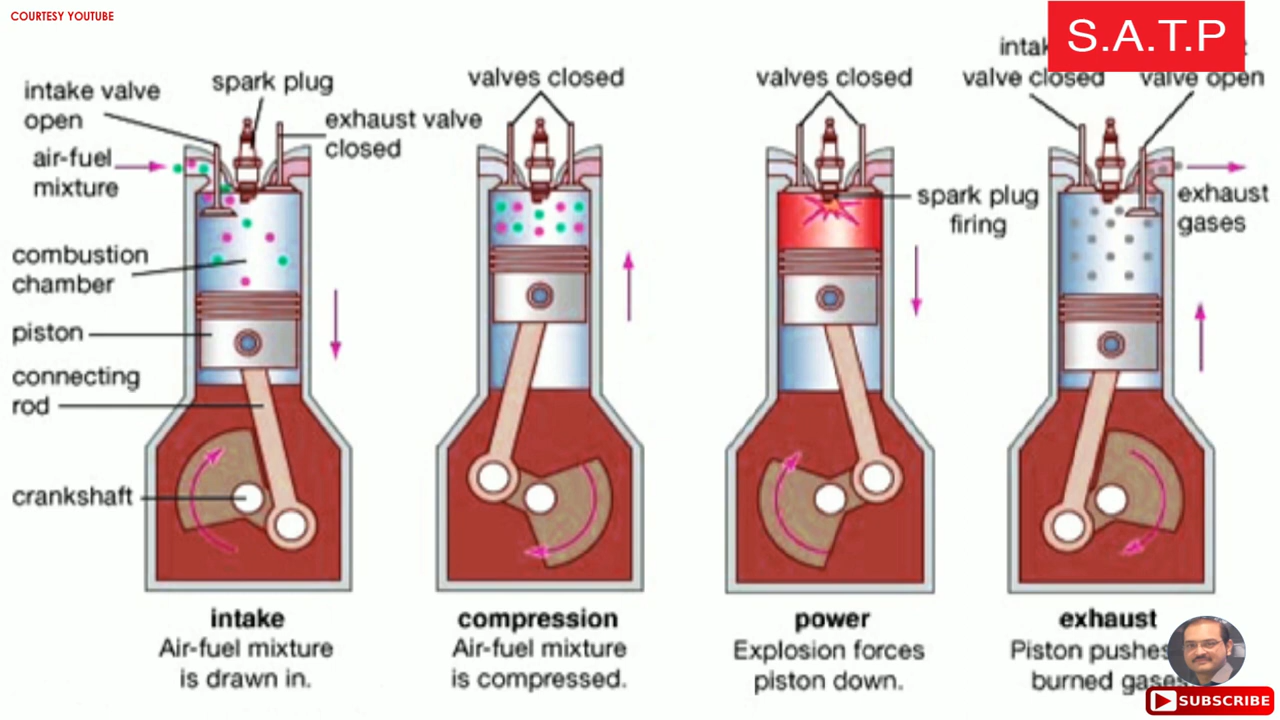 COURTESY YOUTUBE
S.A.T.P
intake valve
open
spark plug
exhaust valve
closed
air-fuel
mixture
combustion
chamber
piston
connecting
rod
crankshaft
intake
Air-fuel mixture
is drawn in.
valves closed
compression
Air-fuel mixture
is compressed.
valves closed
spark plug
firing
power
Explosion forces
piston down.
valve closed
valve open
exhaust
gases
exhaust
Piston pushes
burned gases
SUBSCRIBE